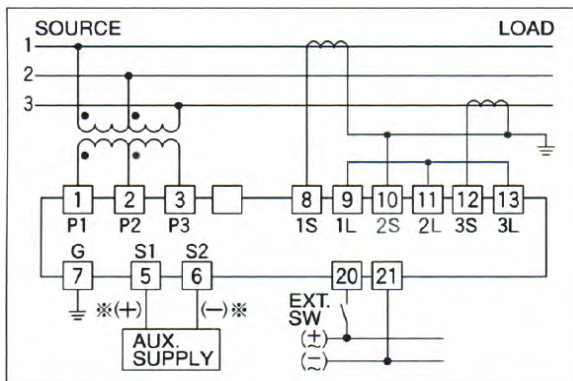 SOURCE LOAD
1
2
3
1 2 3 8 9 10 11 12 13
P1 P2 P3 1S 1L 2S 2L 3S 3L
G S1 S2
7 5 6 20 21
※(+) (−)※ EXT.
SW
AUX. (±)
SUPPLY (≃)